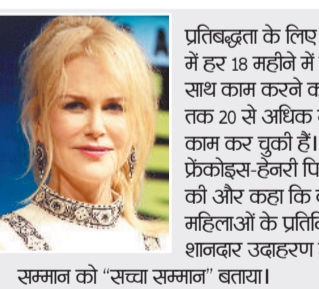 प्रतिबद्धता के लिए
में हर 18 महीने में
साथ काम करने क
तक 20 से अधिक
काम कर चुकी हैं।
फ्रेंकोइस-हेनरी पि
की और कहा कि
महिलाओं के प्रतिनि
शानदार उदाहरण
सम्मान को “सच्चा सम्मान” बताया।